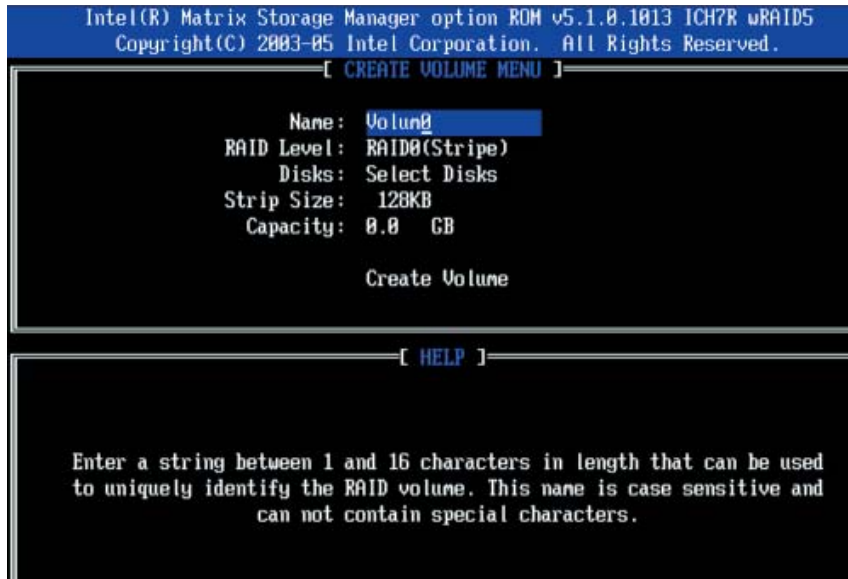 Intel(R) Matrix Storage Manager option ROM v5.1.0.1013 ICH7R wRAID5
Copyright(C) 2003-05 Intel Corporation. All Rights Reserved.
[ CREATE VOLUME MENU ]
Name: Volum0
RAID Level: RAID0(Stripe)
Disks: Select Disks
Strip Size: 128KB
Capacity: 0.0 GB
Create Volume
[ HELP ]
Enter a string between 1 and 16 characters in length that can be used
to uniquely identify the RAID volume. This name is case sensitive and
can not contain special characters.